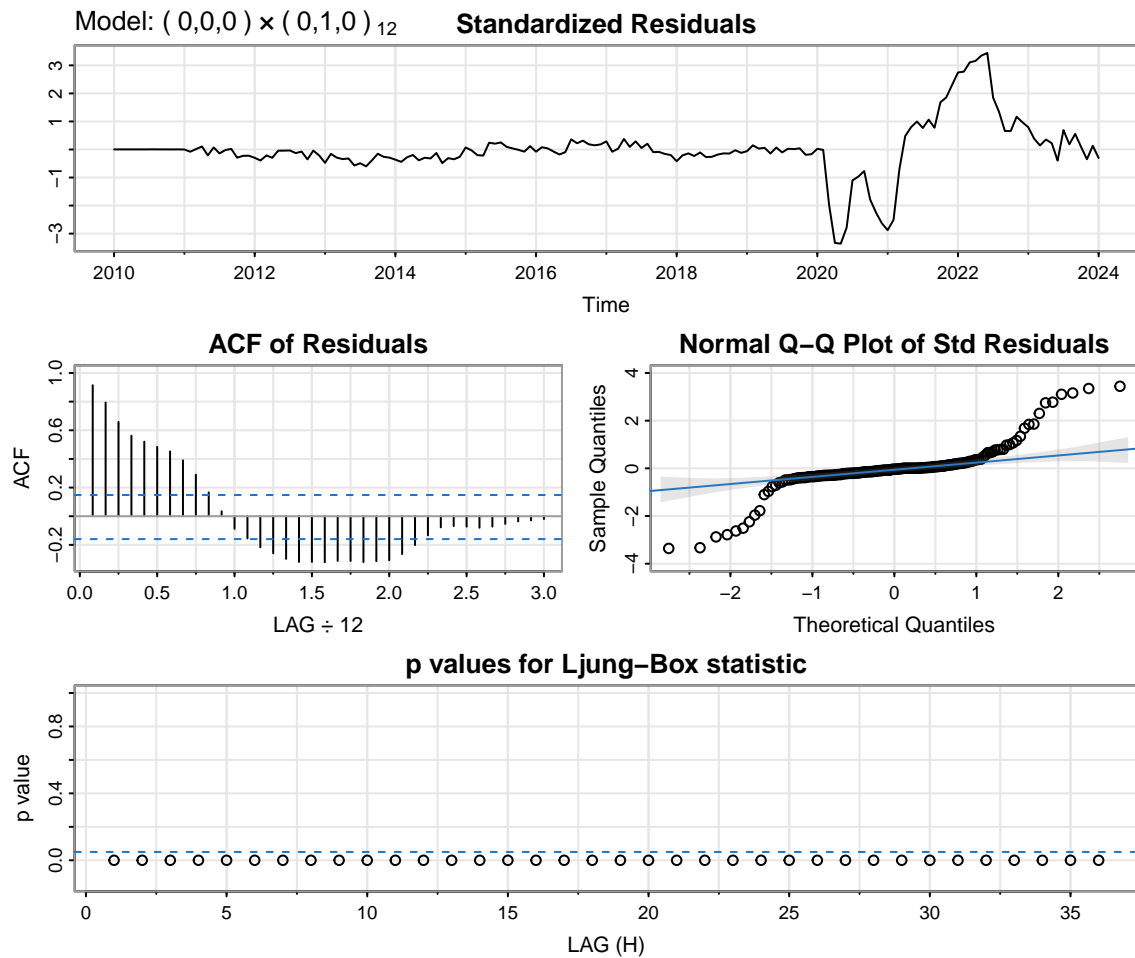 Model: ( 0,0,0 ) × ( 0,1,0 ) 12 Standardized Residuals
3
2
1
−1
−3
2010 2012 2014 2016 2018 2020 2022 2024
Time
ACF of Residuals
ACF
1.0
0.6
0.2
−0.2
0.0 0.5 1.0 1.5 2.0 2.5 3.0
LAG ÷ 12
Normal Q−Q Plot of Std Residuals
Sample Quantiles
4
2
0
−2
−4
−2 −1 0 1 2
Theoretical Quantiles
p values for Ljung−Box statistic
p value
0.8
0.4
0.0
0 5 10 15 20 25 30 35
LAG (H)